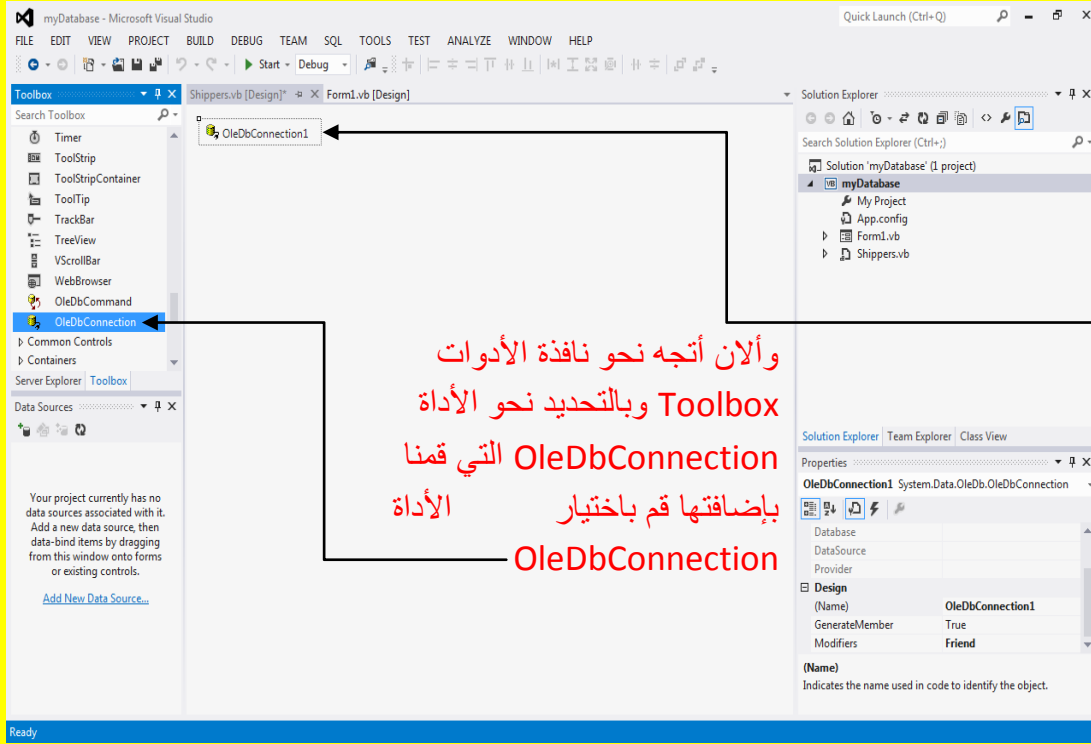 myDatabase - Microsoft Visual Studio
Quick Launch (Ctrl+Q)
FILE EDIT VIEW PROJECT BUILD DEBUG TEAM SQL TOOLS TEST ANALYZE WINDOW HELP
Start - Debug
Toolbox
Search Toolbox
Timer
ToolStrip
ToolStripContainer
ToolTip
TrackBar
TreeView
VScrollBar
WebBrowser
OleDbCommand
OleDbConnection
Common Controls
Containers
Server Explorer Toolbox
Data Sources
Your project currently has no
data sources associated with it.
Add a new data source, then
data-bind items by dragging
from this window onto forms
or existing controls.
Add New Data Source...
Shippers.vb [Design]* Form1.vb [Design]
OleDbConnection1
وألان أتجه نحو نافذة الأدوات
Toolbox وبالتحديد نحو الأداة
OleDbConnection التي قمنا
بإضافتها قم باختيار الأداة
OleDbConnection
Solution Explorer
Search Solution Explorer (Ctrl+;)
Solution 'myDatabase' (1 project)
VB myDatabase
My Project
App.config
Form1.vb
Shippers.vb
Solution Explorer Team Explorer Class View
Properties
OleDbConnection1 System.Data.OleDb.OleDbConnection
Database
DataSource
Provider
Design
(Name) OleDbConnection1
GenerateMember True
Modifiers Friend
(Name)
Indicates the name used in code to identify the object.
Ready